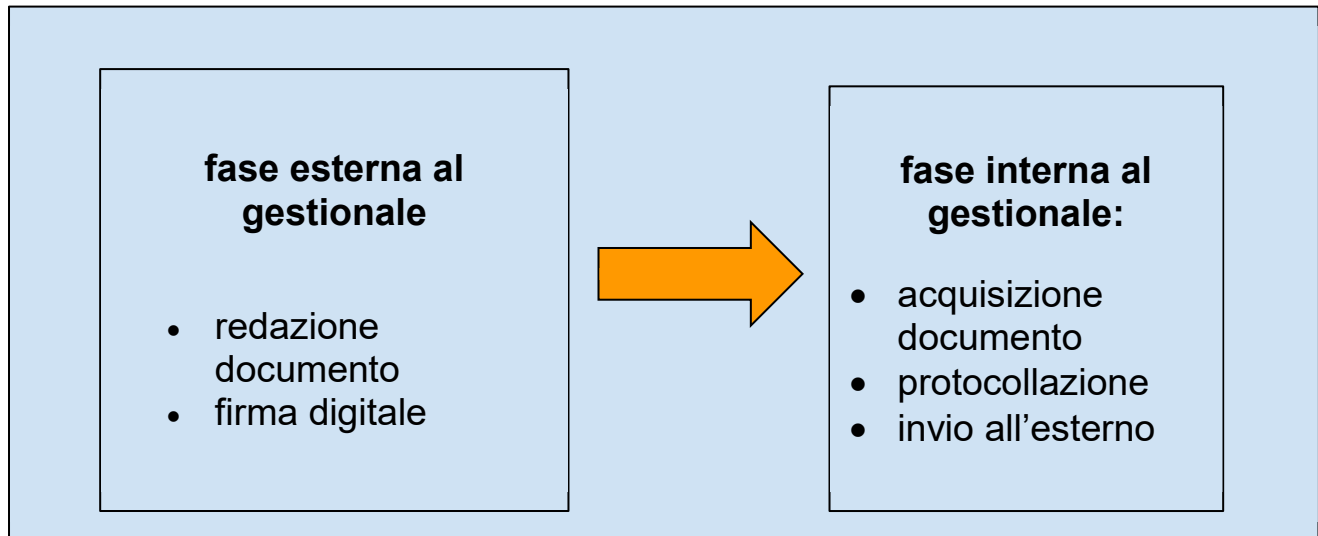 fase esterna al
gestionale
• redazione
documento
• firma digitale
fase interna al
gestionale:
• acquisizione
documento
• protocollazione
• invio all’esterno